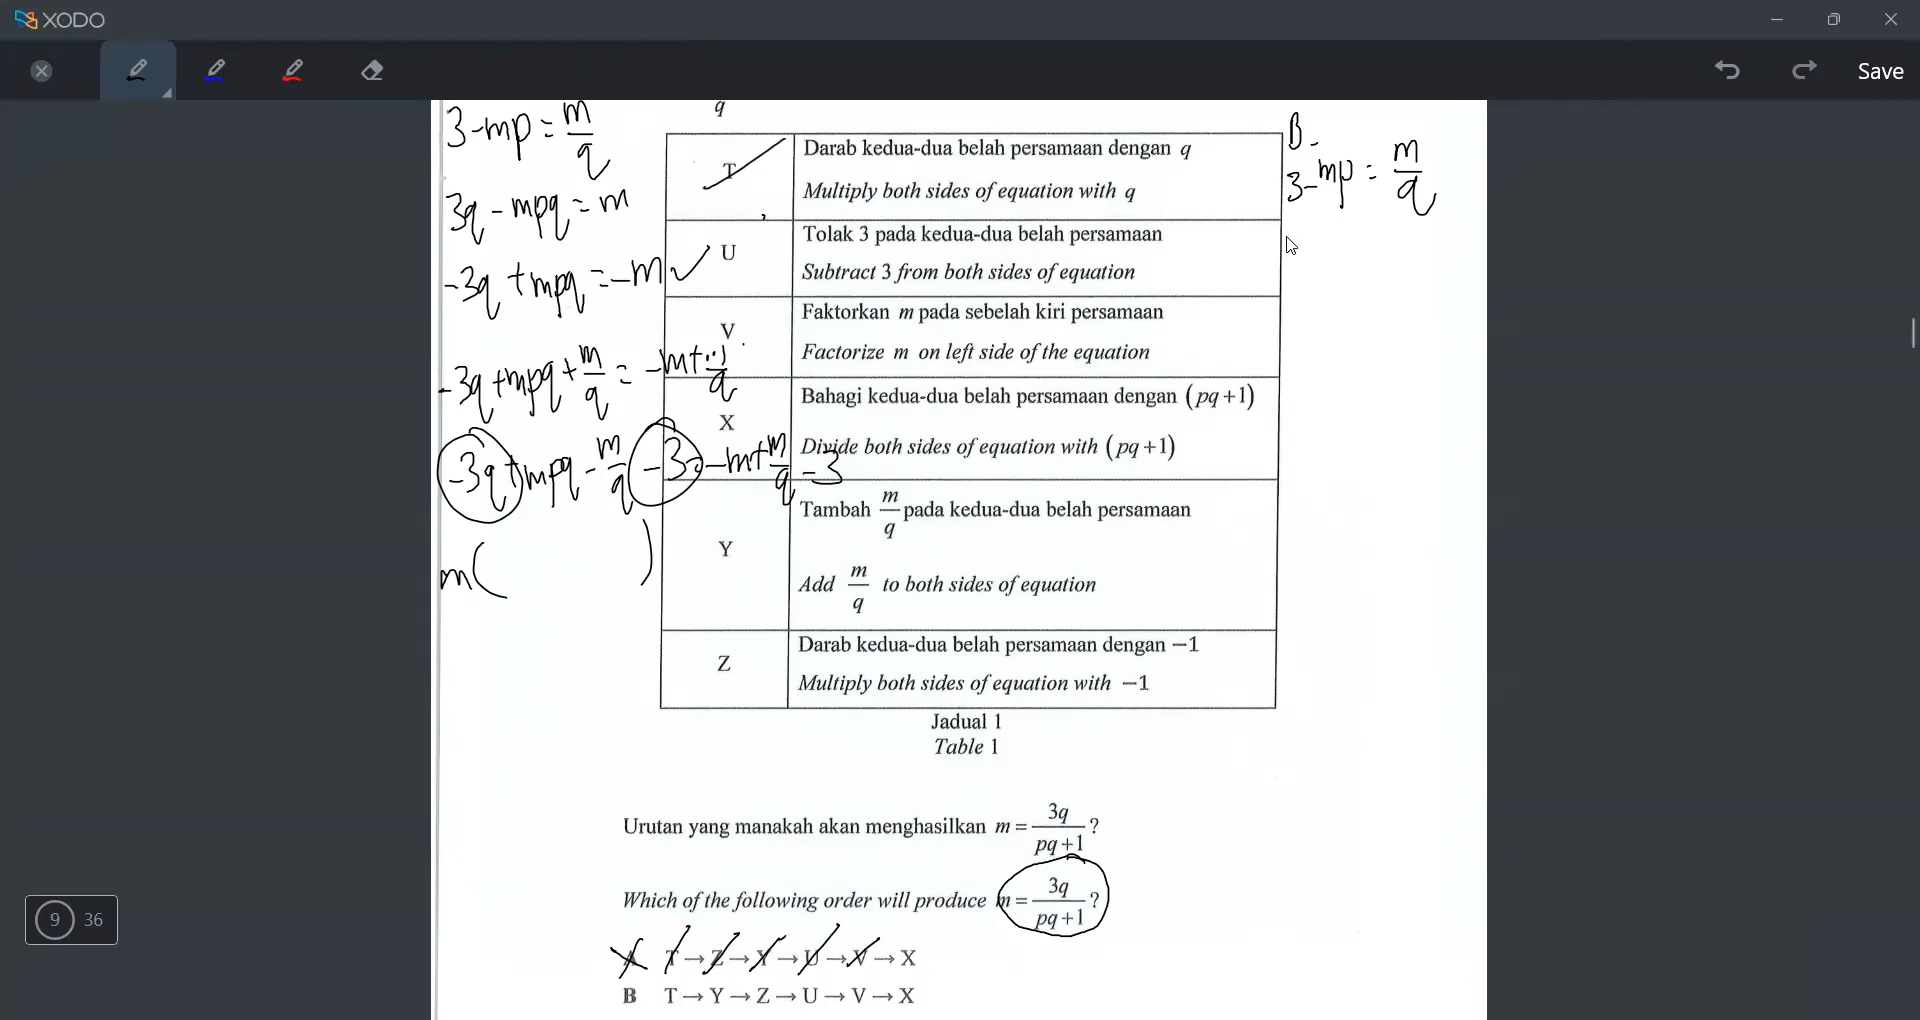 XODO
Save
q
3-mp = m/q
3q - mpq = m
-3q + mpq = -m ✓
-3q + mpq + m/q = -m +
-3q + mpq - m/q -3 = -m + m/q - 3
m( )
B -
3 - mp = m/q
T
Darab kedua-dua belah persamaan dengan q
Multiply both sides of equation with q
U
Tolak 3 pada kedua-dua belah persamaan
Subtract 3 from both sides of equation
V
Faktorkan m pada sebelah kiri persamaan
Factorize m on left side of the equation
X
Bahagi kedua-dua belah persamaan dengan (pq+1)
Divide both sides of equation with (pq+1)
Y
Tambah m/q pada kedua-dua belah persamaan
Add m/q to both sides of equation
Z
Darab kedua-dua belah persamaan dengan −1
Multiply both sides of equation with −1
Jadual 1
Table 1
Urutan yang manakah akan menghasilkan m = 3q/pq+1 ?
Which of the following order will produce m = 3q/pq+1 ?
A T → Z → Y → U → V → X
B T → Y → Z → U → V → X
9 36